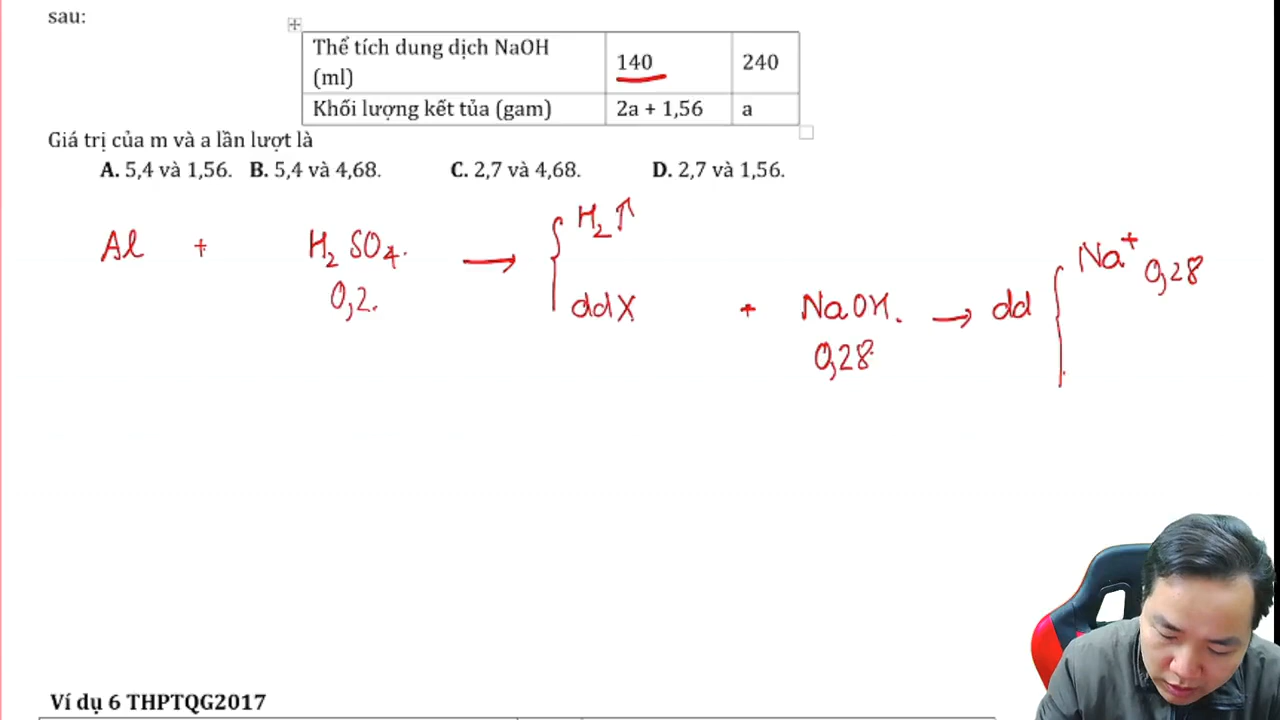 sau:
Thể tích dung dịch NaOH (ml) 140 240
Khối lượng kết tủa (gam) 2a + 1,56 a
Giá trị của m và a lần lượt là
A. 5,4 và 1,56. B. 5,4 và 4,68. C. 2,7 và 4,68. D. 2,7 và 1,56.
Al + H₂SO₄. → { H₂↑
0,2.
ddX + NaOH. → dd { Na⁺ 0,28
0,28
Ví dụ 6 THPTQG2017